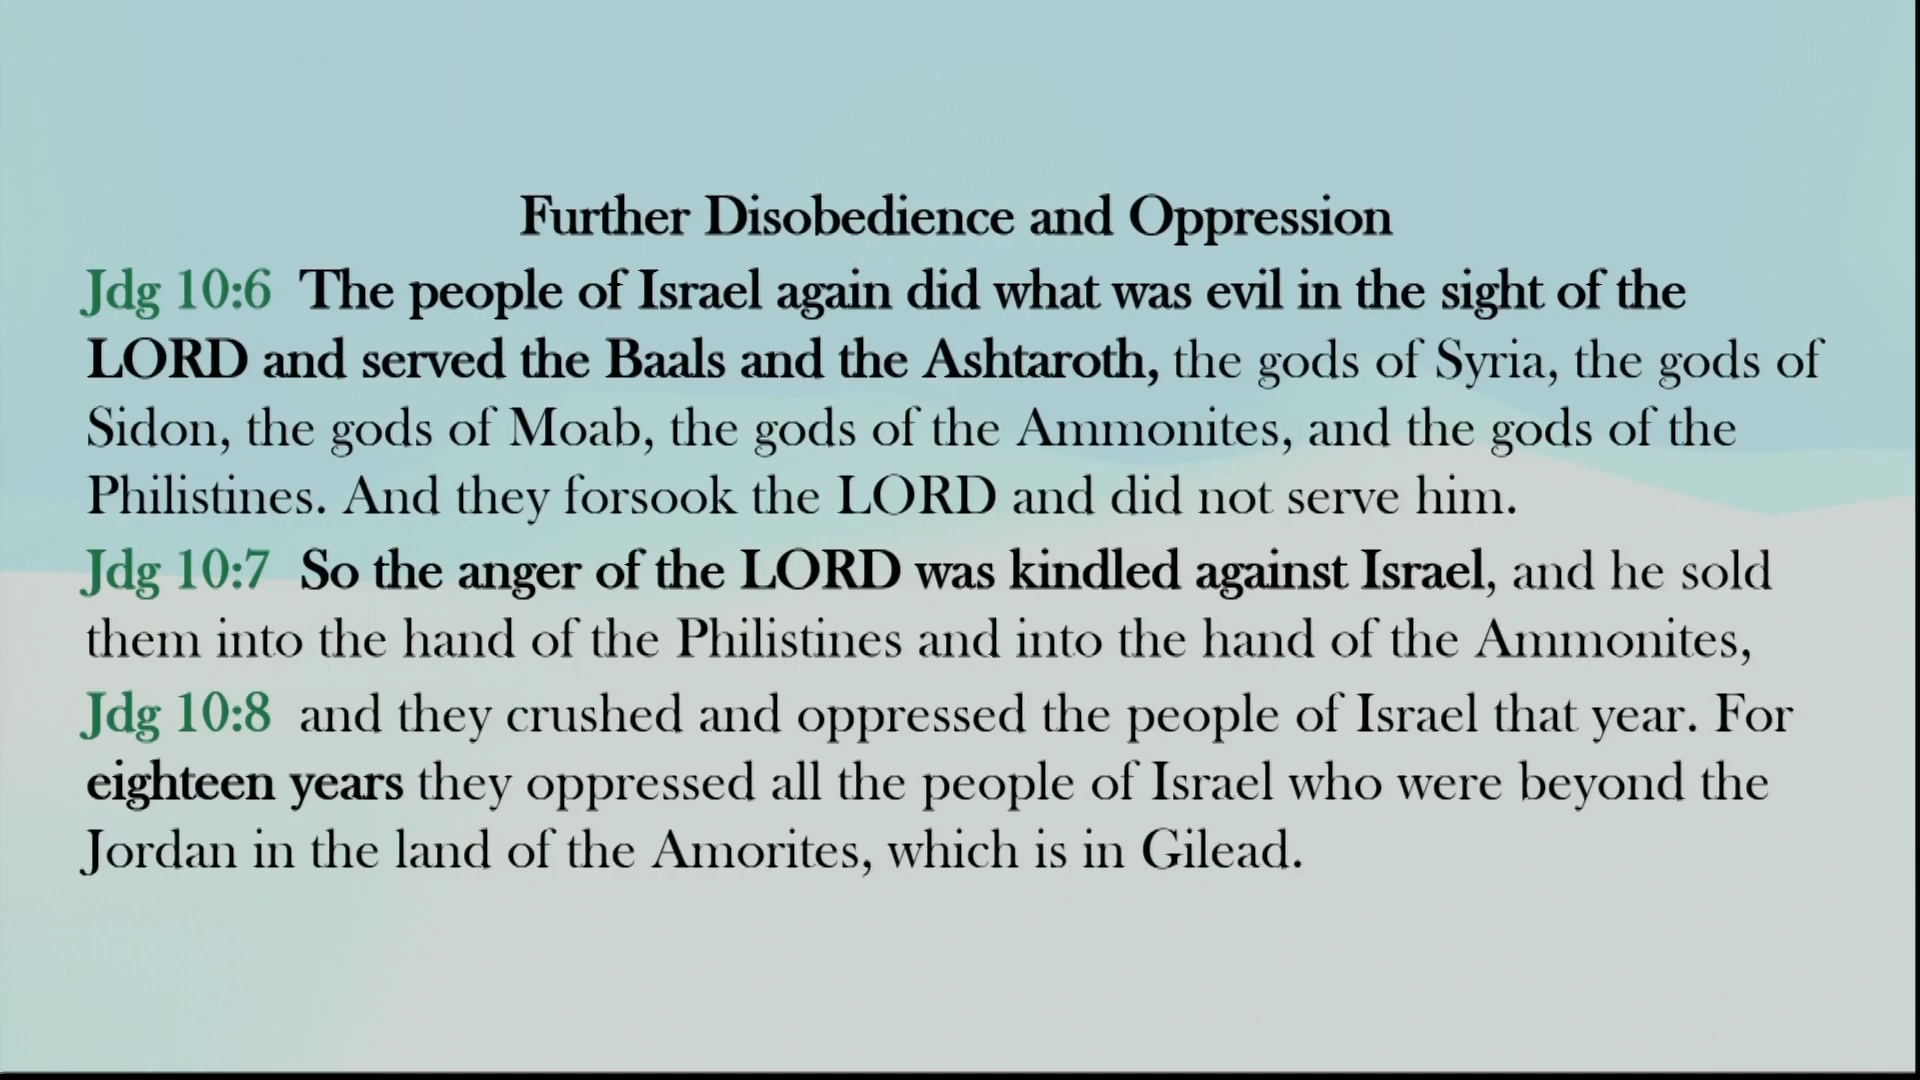 Further Disobedience and Oppression
Jdg 10:6 The people of Israel again did what was evil in the sight of the
LORD and served the Baals and the Ashtaroth, the gods of Syria, the gods of
Sidon, the gods of Moab, the gods of the Ammonites, and the gods of the
Philistines. And they forsook the LORD and did not serve him.
Jdg 10:7 So the anger of the LORD was kindled against Israel, and he sold
them into the hand of the Philistines and into the hand of the Ammonites,
Jdg 10:8 and they crushed and oppressed the people of Israel that year. For
eighteen years they oppressed all the people of Israel who were beyond the
Jordan in the land of the Amorites, which is in Gilead.